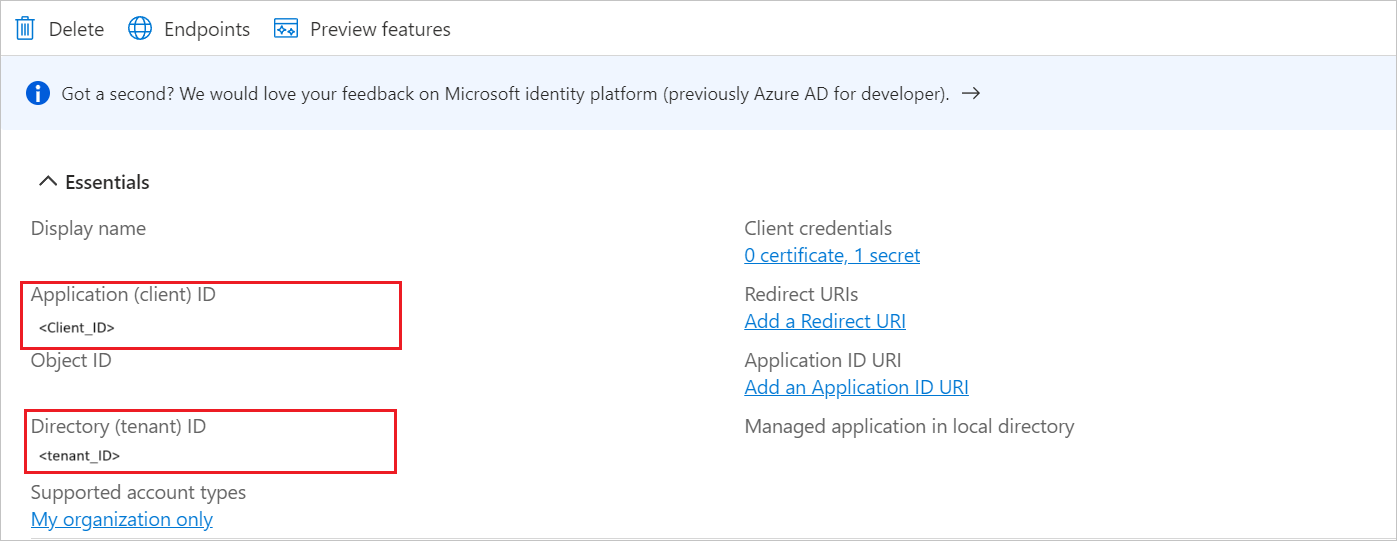 Delete Endpoints Preview features
Got a second? We would love your feedback on Microsoft identity platform (previously Azure AD for developer). →
Essentials
Display name
Application (client) ID
<Client_ID>
Object ID
Directory (tenant) ID
<tenant_ID>
Supported account types
My organization only
Client credentials
0 certificate, 1 secret
Redirect URIs
Add a Redirect URI
Application ID URI
Add an Application ID URI
Managed application in local directory